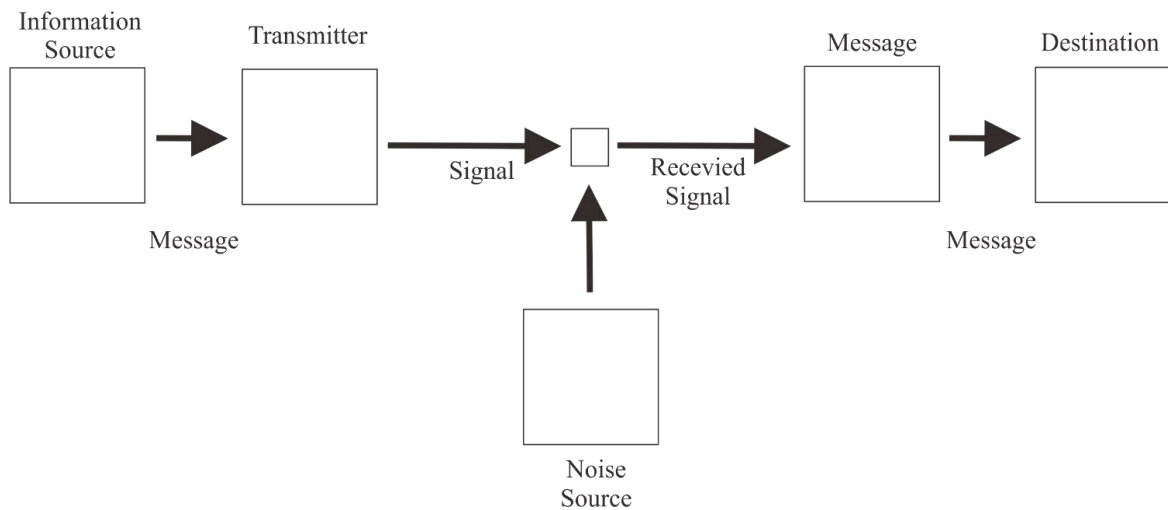 Information
Source
Transmitter
Message
Destination
Signal
Recevied
Signal
Message
Message
Noise
Source